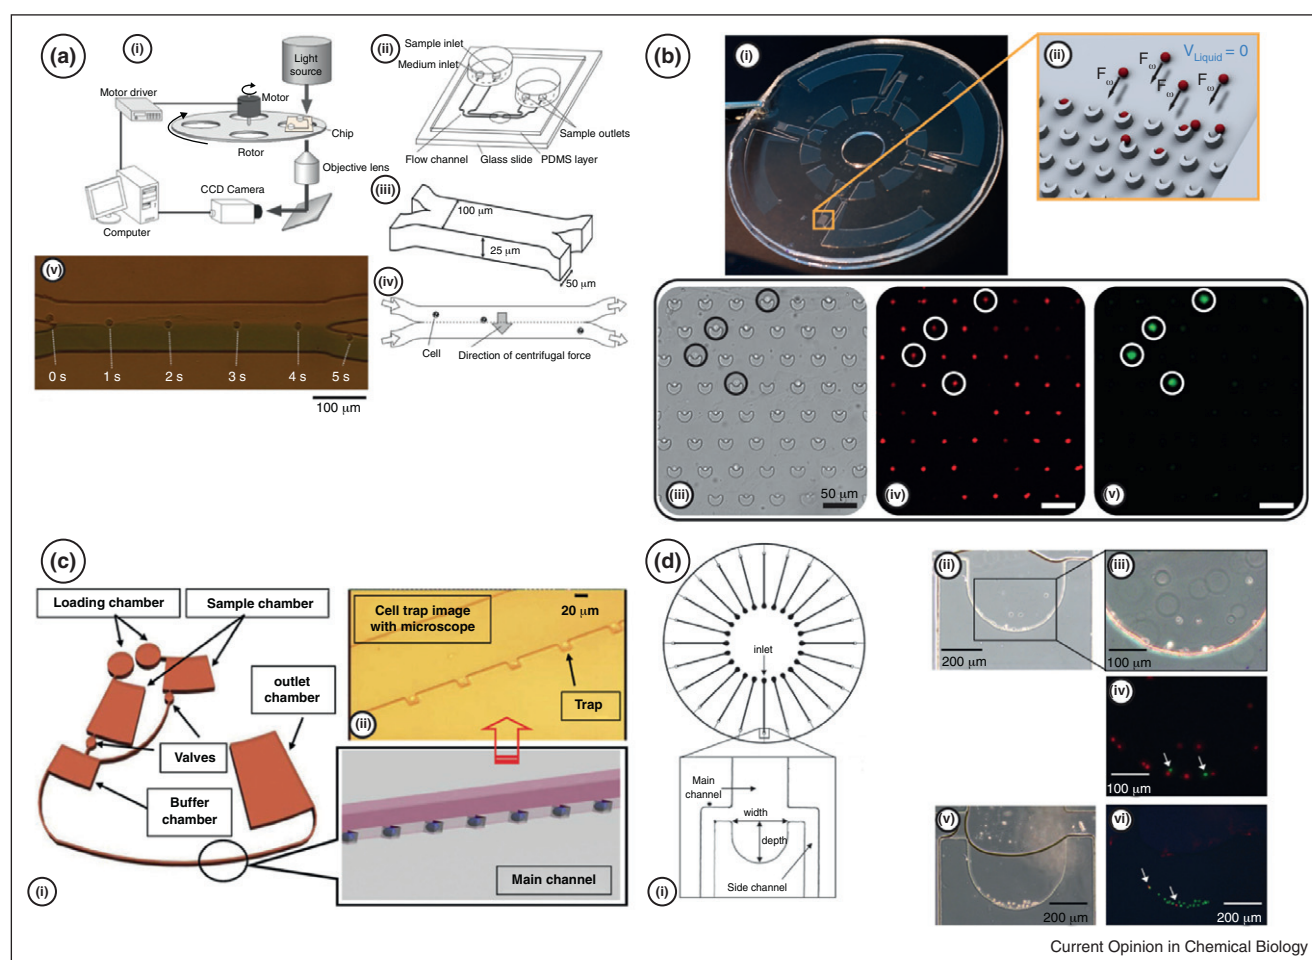 (a)
(i)
Light
source
Motor driver
Motor
Chip
Rotor
Objective lens
CCD Camera
Computer
(ii)
Sample inlet
Medium inlet
Sample outlets
Flow channel
Glass slide
PDMS layer
(iii)
100 μm
25 μm
50 μm
(iv)
Cell
Direction of centrifugal force
(v)
0 s
1 s
2 s
3 s
4 s
5 s
100 μm
(b)
(i)
(ii)
V Liquid = 0
F ω
F ω
F ω
F ω
(iii)
50 μm
(iv)
(v)
(c)
Loading chamber
Sample chamber
outlet
chamber
Valves
Buffer
chamber
(i)
Cell trap image
with microscope
20 μm
Trap
(ii)
Main channel
(d)
inlet
Main
channel
width
depth
Side channel
(i)
(ii)
200 μm
(iii)
100 μm
(iv)
100 μm
(v)
200 μm
(vi)
200 μm
Current Opinion in Chemical Biology